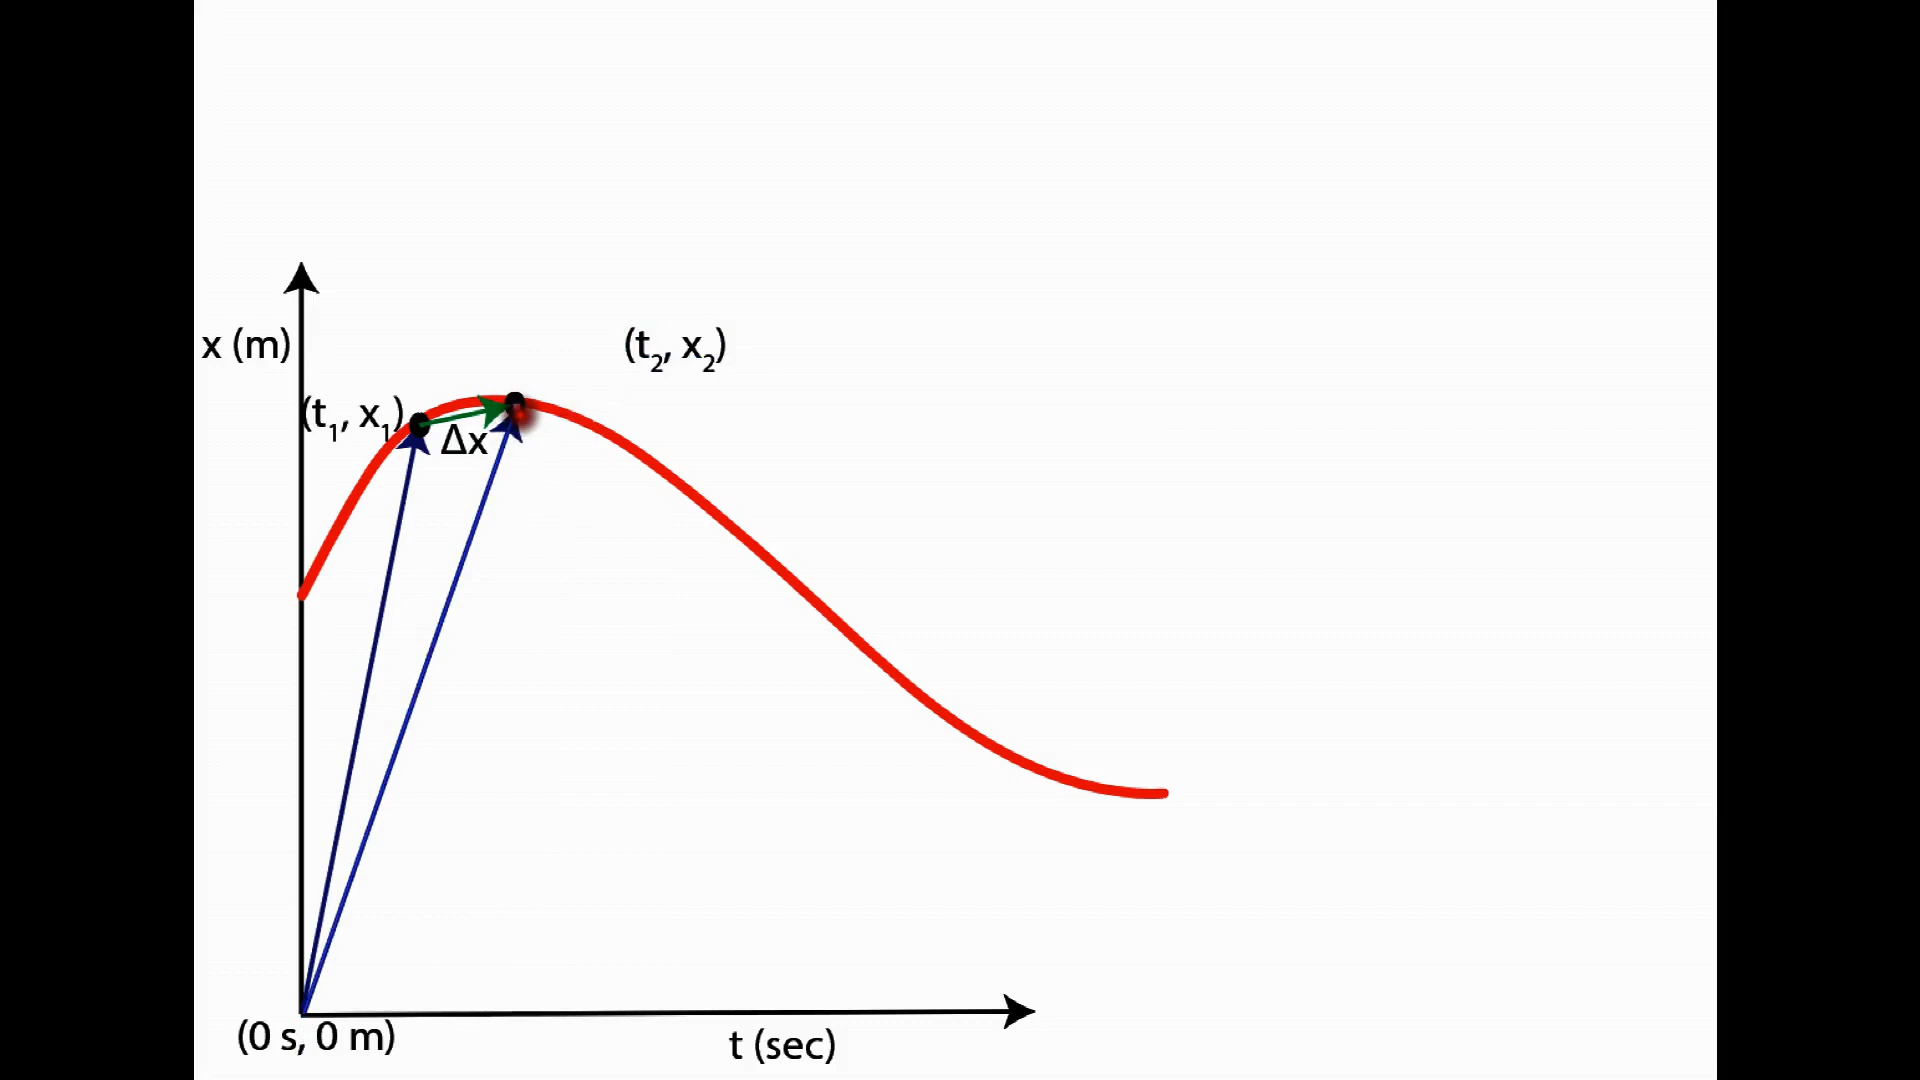 x (m)
(t₂, x₂)
(t₁, x₁)
Δx
(0 s, 0 m)
t (sec)